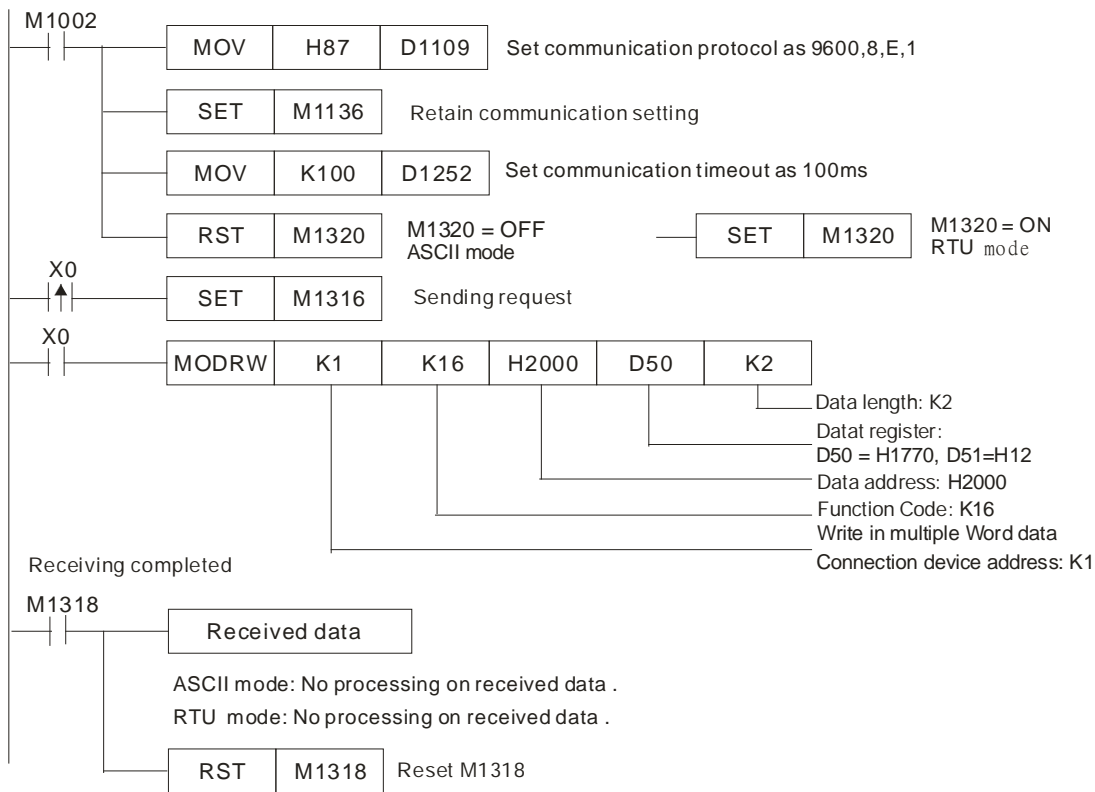 M1002
MOV H87 D1109 Set communication protocol as 9600,8,E,1
SET M1136 Retain communication setting
MOV K100 D1252 Set communication timeout as 100ms
RST M1320 M1320 = OFF
ASCII mode
SET M1320 M1320 = ON
RTU mode
X0
SET M1316 Sending request
X0
MODRW K1 K16 H2000 D50 K2
Data length: K2
Datat register:
D50 = H1770, D51=H12
Data address: H2000
Function Code: K16
Write in multiple Word data
Connection device address: K1
Receiving completed
M1318
Received data
ASCII mode: No processing on received data .
RTU mode: No processing on received data .
RST M1318 Reset M1318